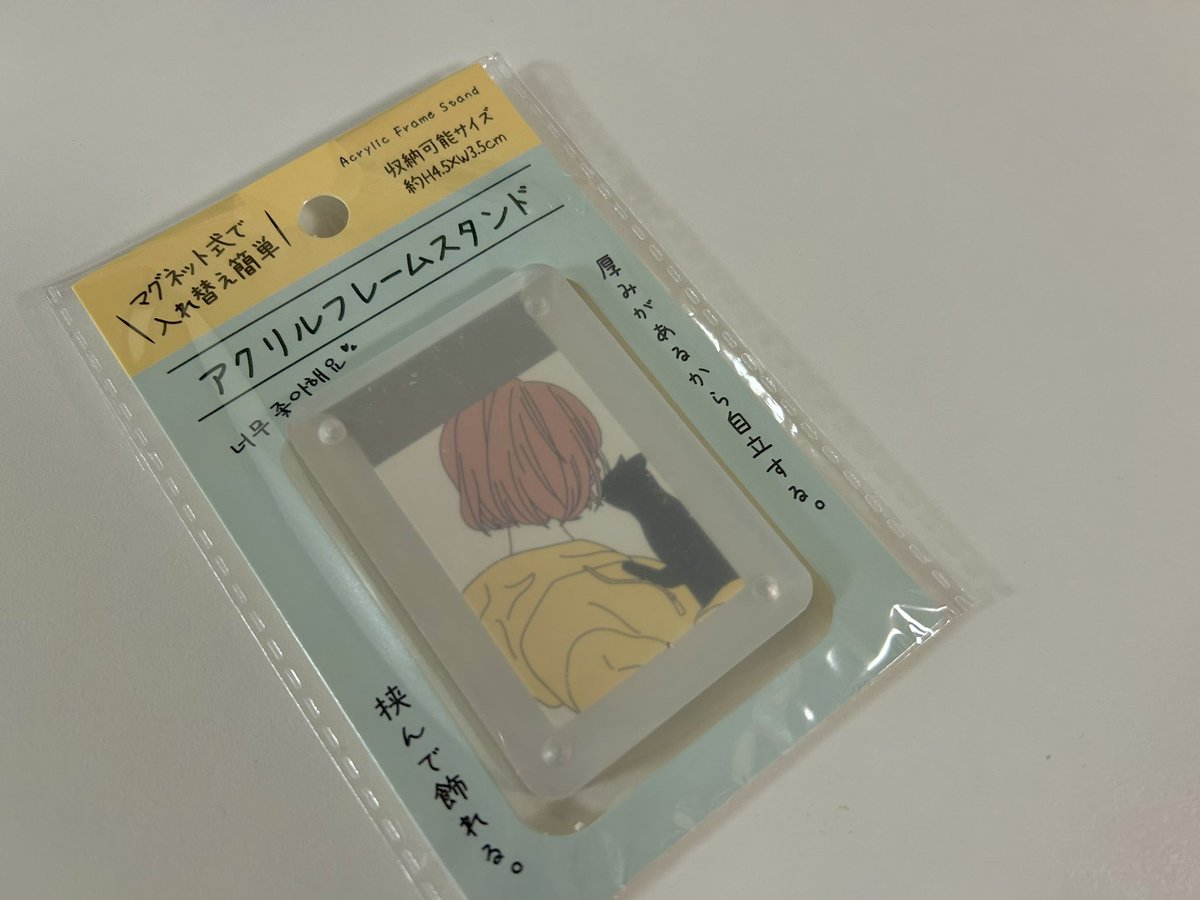 Acrylic Frame Stand
収納可能サイズ
約H4.5×W3.5cm
マグネット式で
入れ替え簡単
アクリルフレームスタンド
너무 좋아해요
厚みがあるから自立する。
挟んで飾れる。